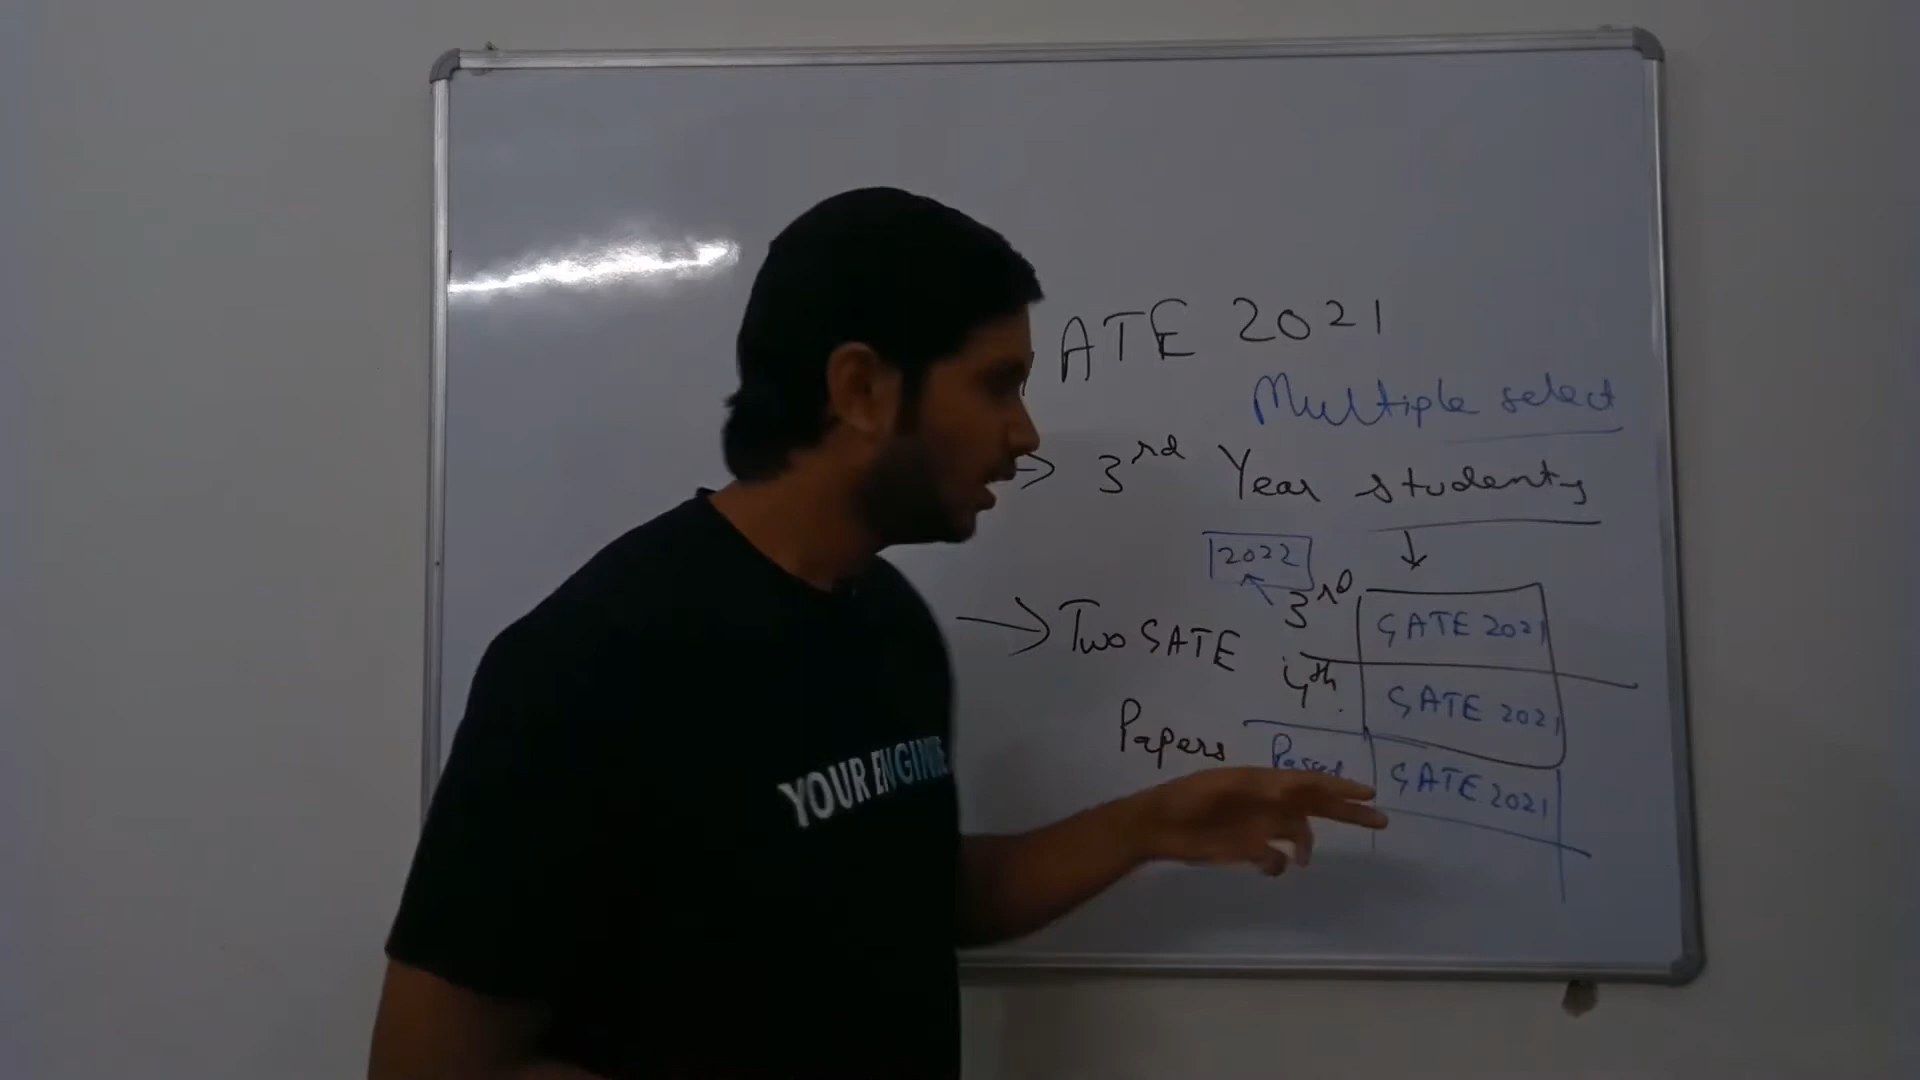 ATE 2021
Multiple select
→ 3rd Year students
2022
3rd
GATE 2021
→ Two GATE
4th
GATE 2021
Papers
Passed
GATE 2021
YOUR ENGINE